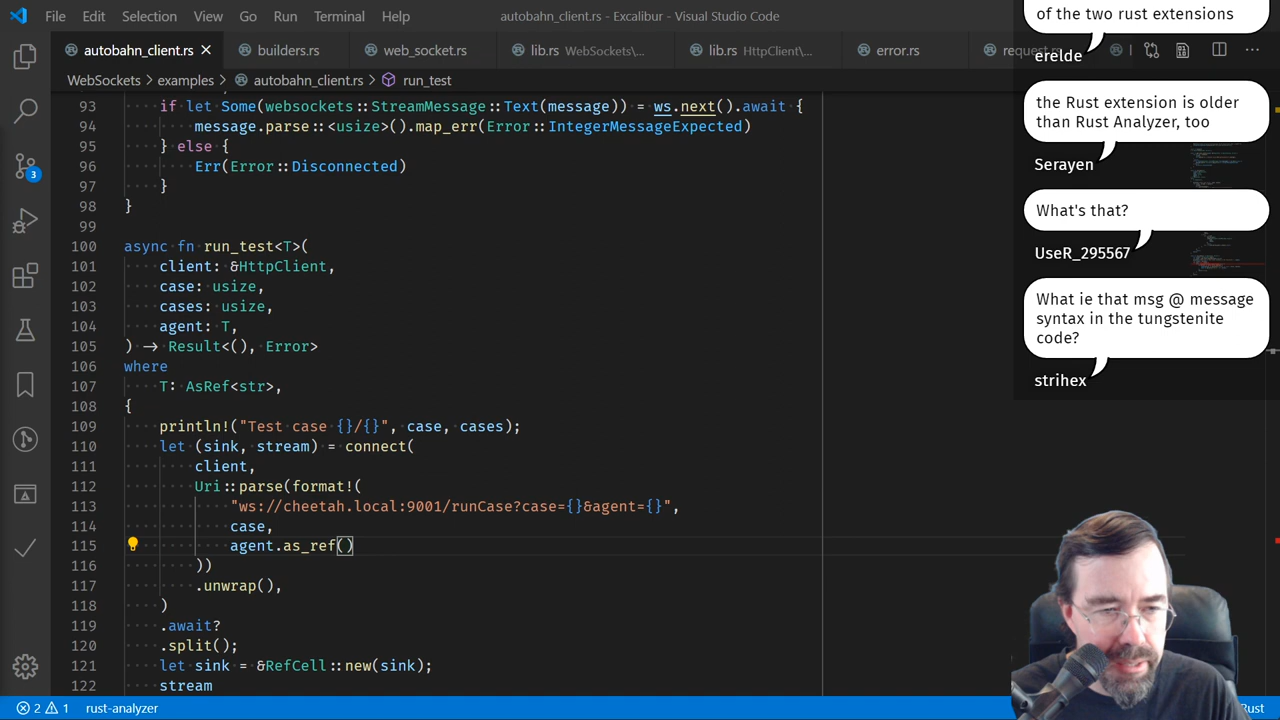 File Edit Selection View Go Run Terminal Help autobahn_client.rs - Excalibur - Visual Studio Code
autobahn_client.rs builders.rs web_socket.rs lib.rs WebSockets\... lib.rs HttpClient\... error.rs
WebSockets > examples > autobahn_client.rs > run_test
93 if let Some(websockets::StreamMessage::Text(message)) = ws.next().await {
94 message.parse::<usize>().map_err(Error::IntegerMessageExpected)
95 } else {
96 Err(Error::Disconnected)
97 }
98 }
99
100 async fn run_test<T>(
101 client: &HttpClient,
102 case: usize,
103 cases: usize,
104 agent: T,
105 ) → Result<(), Error>
106 where
107 T: AsRef<str>,
108 {
109 println!("Test case {}/{}", case, cases);
110 let (sink, stream) = connect(
111 client,
112 Uri::parse(format!(
113 "ws://cheetah.local:9001/runCase?case={}&agent={}",
114 case,
115 agent.as_ref()
116 ))
117 .unwrap(),
118 )
119 .await?
120 .split();
121 let sink = &RefCell::new(sink);
122 stream
3
2 1 rust-analyzer
Rust
of the two rust extensions
erelde
the Rust extension is older
than Rust Analyzer, too
Serayen
What's that?
UseR_295567
What ie that msg @ message
syntax in the tungstenite
code?
strihex